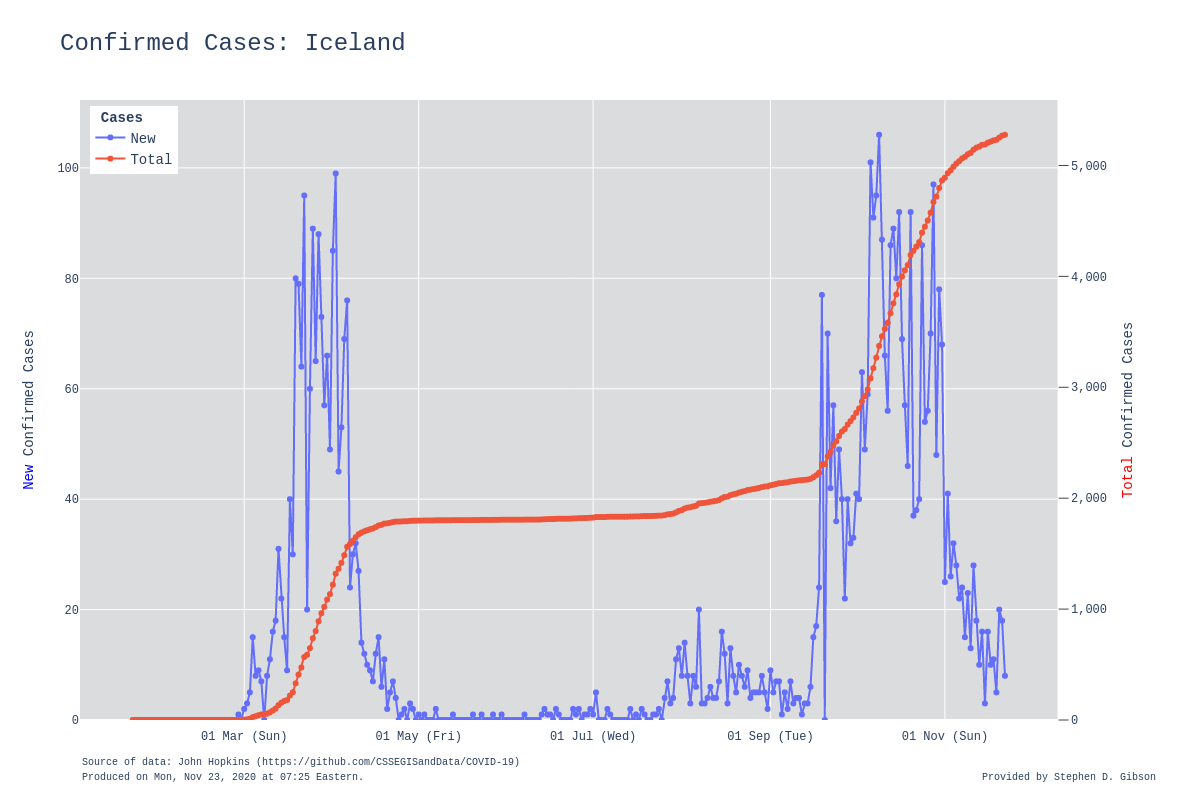 Confirmed Cases: Iceland
Cases
New
Total
100
80
60
40
20
0
5,000
4,000
3,000
2,000
1,000
0
New Confirmed Cases
Total Confirmed Cases
01 Mar (Sun)
01 May (Fri)
01 Jul (Wed)
01 Sep (Tue)
01 Nov (Sun)
Source of data: John Hopkins (https://github.com/CSSEGISandData/COVID-19)
Produced on Mon, Nov 23, 2020 at 07:25 Eastern.
Provided by Stephen D. Gibson